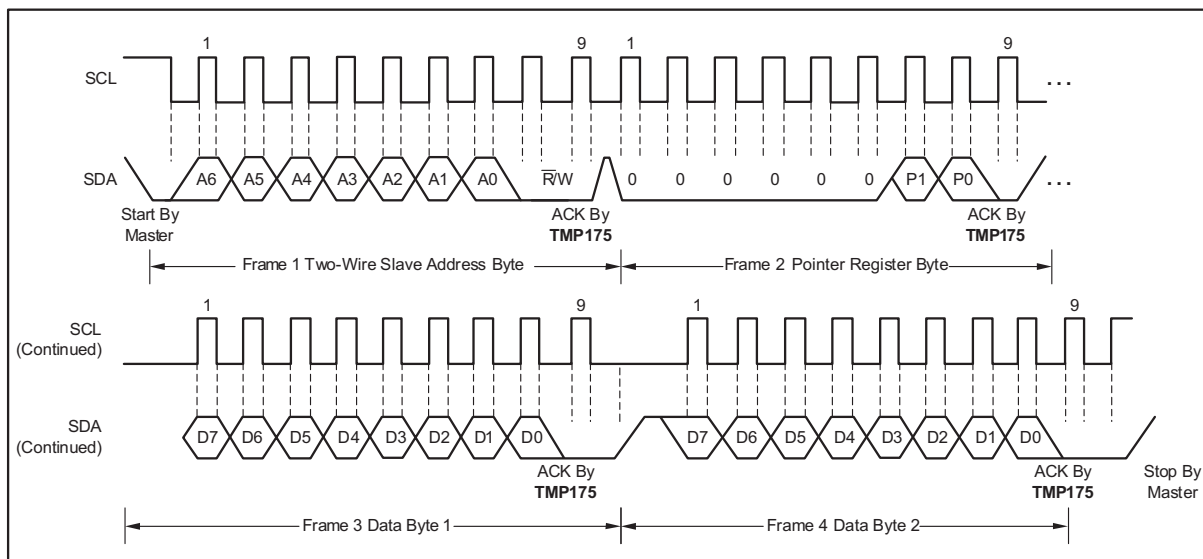 1 9 1 9
SCL ...
SDA A6 A5 A4 A3 A2 A1 A0 R̅/W 0 0 0 0 0 0 P1 P0 ...
Start By Master
ACK By TMP175
ACK By TMP175
Frame 1 Two-Wire Slave Address Byte
Frame 2 Pointer Register Byte
1 9 1 9
SCL (Continued)
SDA (Continued) D7 D6 D5 D4 D3 D2 D1 D0 D7 D6 D5 D4 D3 D2 D1 D0
ACK By TMP175
ACK By TMP175
Stop By Master
Frame 3 Data Byte 1
Frame 4 Data Byte 2